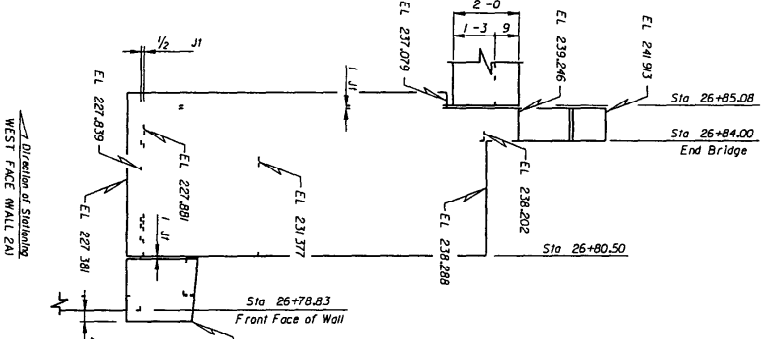 2 -0
1 -3 9
EL 237.079
EL 239.246
EL 241.913
Sta 26+85.08
Sta 26+84.00
End Bridge
1/2 J1
1 J1
EL 227.839
EL 227.881
EL 231.377
EL 238.202
EL 238.288
1 J1
Sta 26+80.50
EL 227.381
Sta 26+78.83
Front Face of Wall
Direction of Stationing
WEST FACE (WALL 2A)